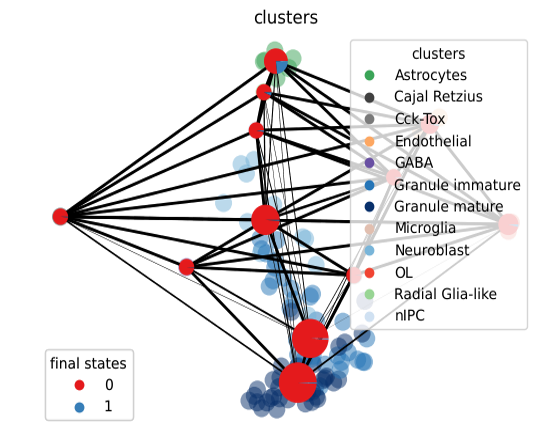 clusters
clusters
Astrocytes
Cajal Retzius
Cck-Tox
Endothelial
GABA
Granule immature
Granule mature
Microglia
Neuroblast
OL
Radial Glia-like
nIPC
final states
0
1